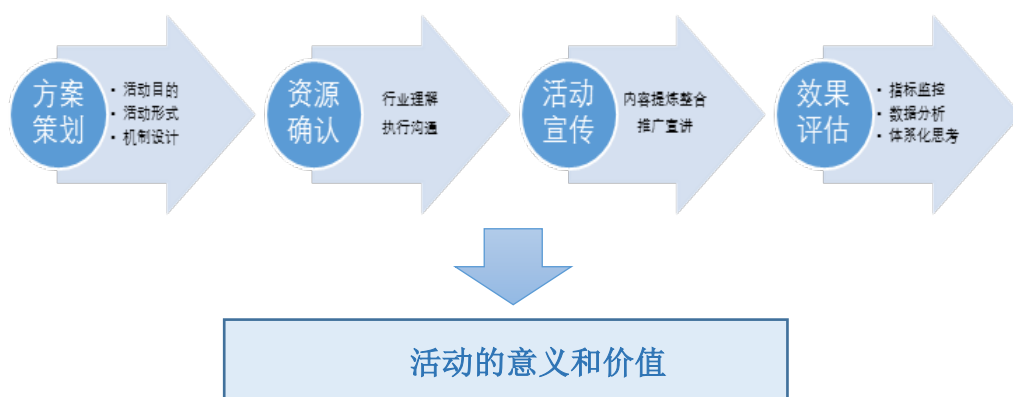 方案
策划
• 活动目的
• 活动形式
• 机制设计
资源
确认
行业理解
执行沟通
活动
宣传
内容提炼整合
推广宣讲
效果
评估
• 指标监控
• 数据分析
• 体系化思考
活动的意义和价值